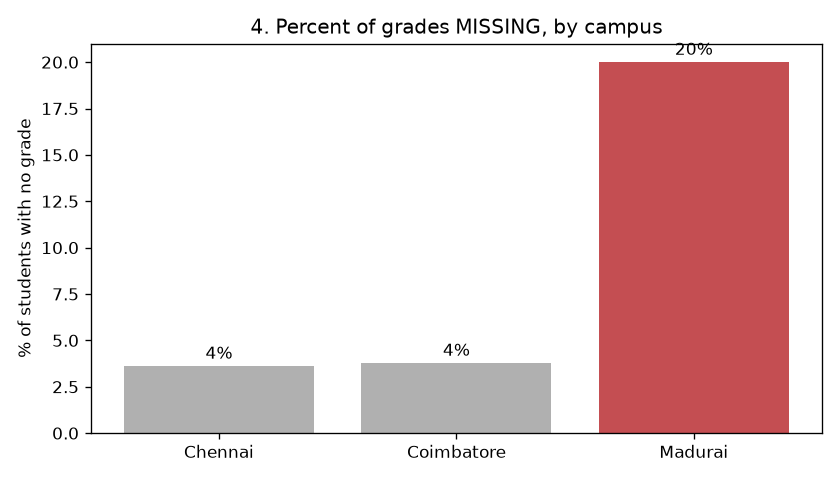 4. Percent of grades MISSING, by campus
% of students with no grade
20.0
17.5
15.0
12.5
10.0
7.5
5.0
2.5
0.0
4%
4%
20%
Chennai
Coimbatore
Madurai